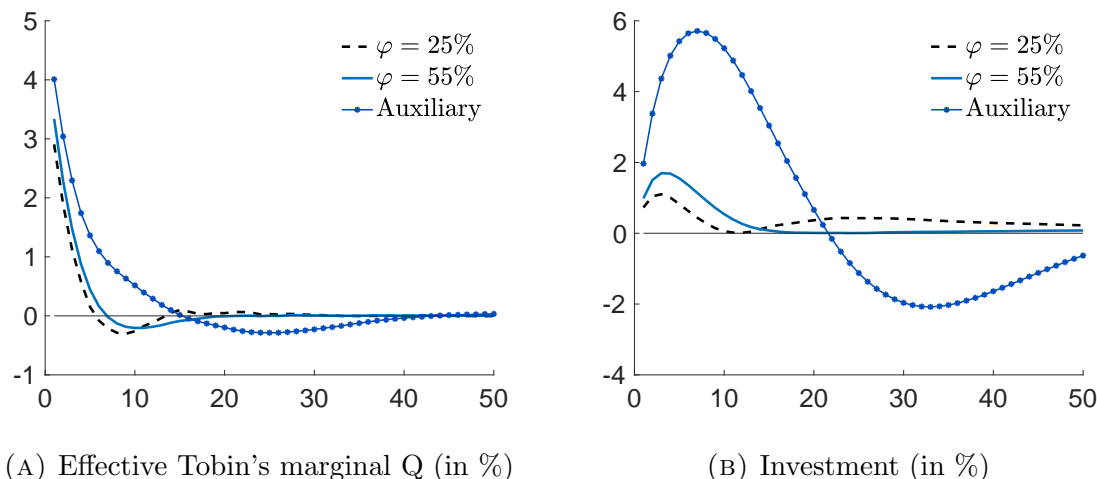 5
4
3
2
1
0
-1
0 10 20 30 40 50
φ = 25%
φ = 55%
Auxiliary
(A) Effective Tobin's marginal Q (in %)
6
4
2
0
-2
-4
0 10 20 30 40 50
φ = 25%
φ = 55%
Auxiliary
(B) Investment (in %)